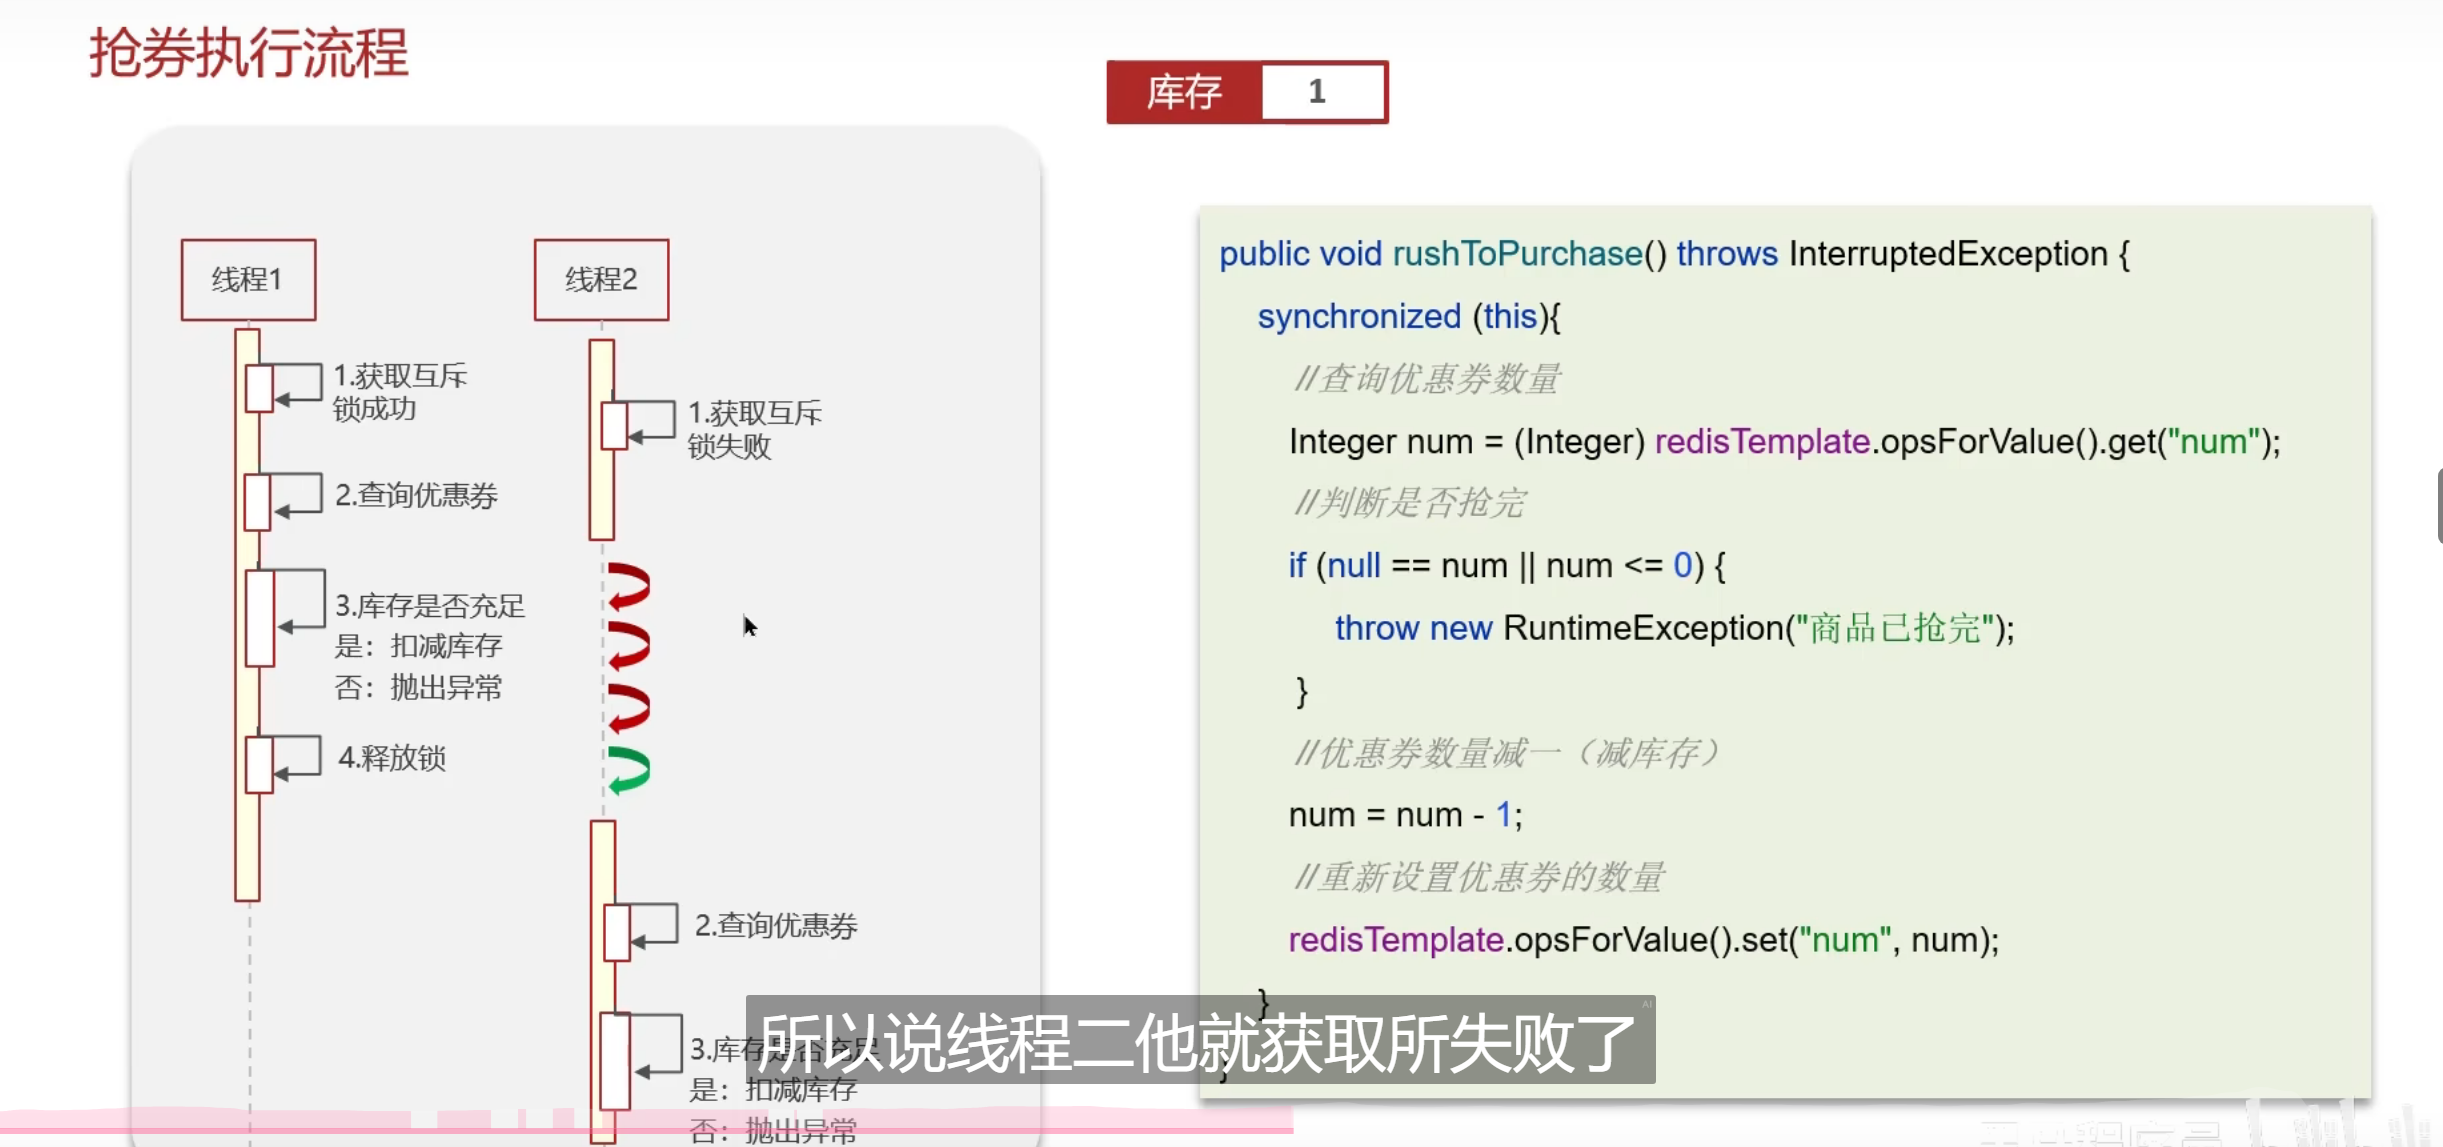 抢券执行流程
库存 1
线程1
1.获取互斥
锁成功
2.查询优惠券
3.库存是否充足
是：扣减库存
否：抛出异常
4.释放锁
线程2
1.获取互斥
锁失败
2.查询优惠券
3.库存是否充足
是：扣减库存
否：抛出异常
public void rushToPurchase() throws InterruptedException {
synchronized (this){
//查询优惠券数量
Integer num = (Integer) redisTemplate.opsForValue().get("num");
//判断是否抢完
if (null == num || num <= 0) {
throw new RuntimeException("商品已抢完");
}
//优惠券数量减一（减库存）
num = num - 1;
//重新设置优惠券的数量
redisTemplate.opsForValue().set("num", num);
}
}
AI
所以说线程二他就获取所失败了